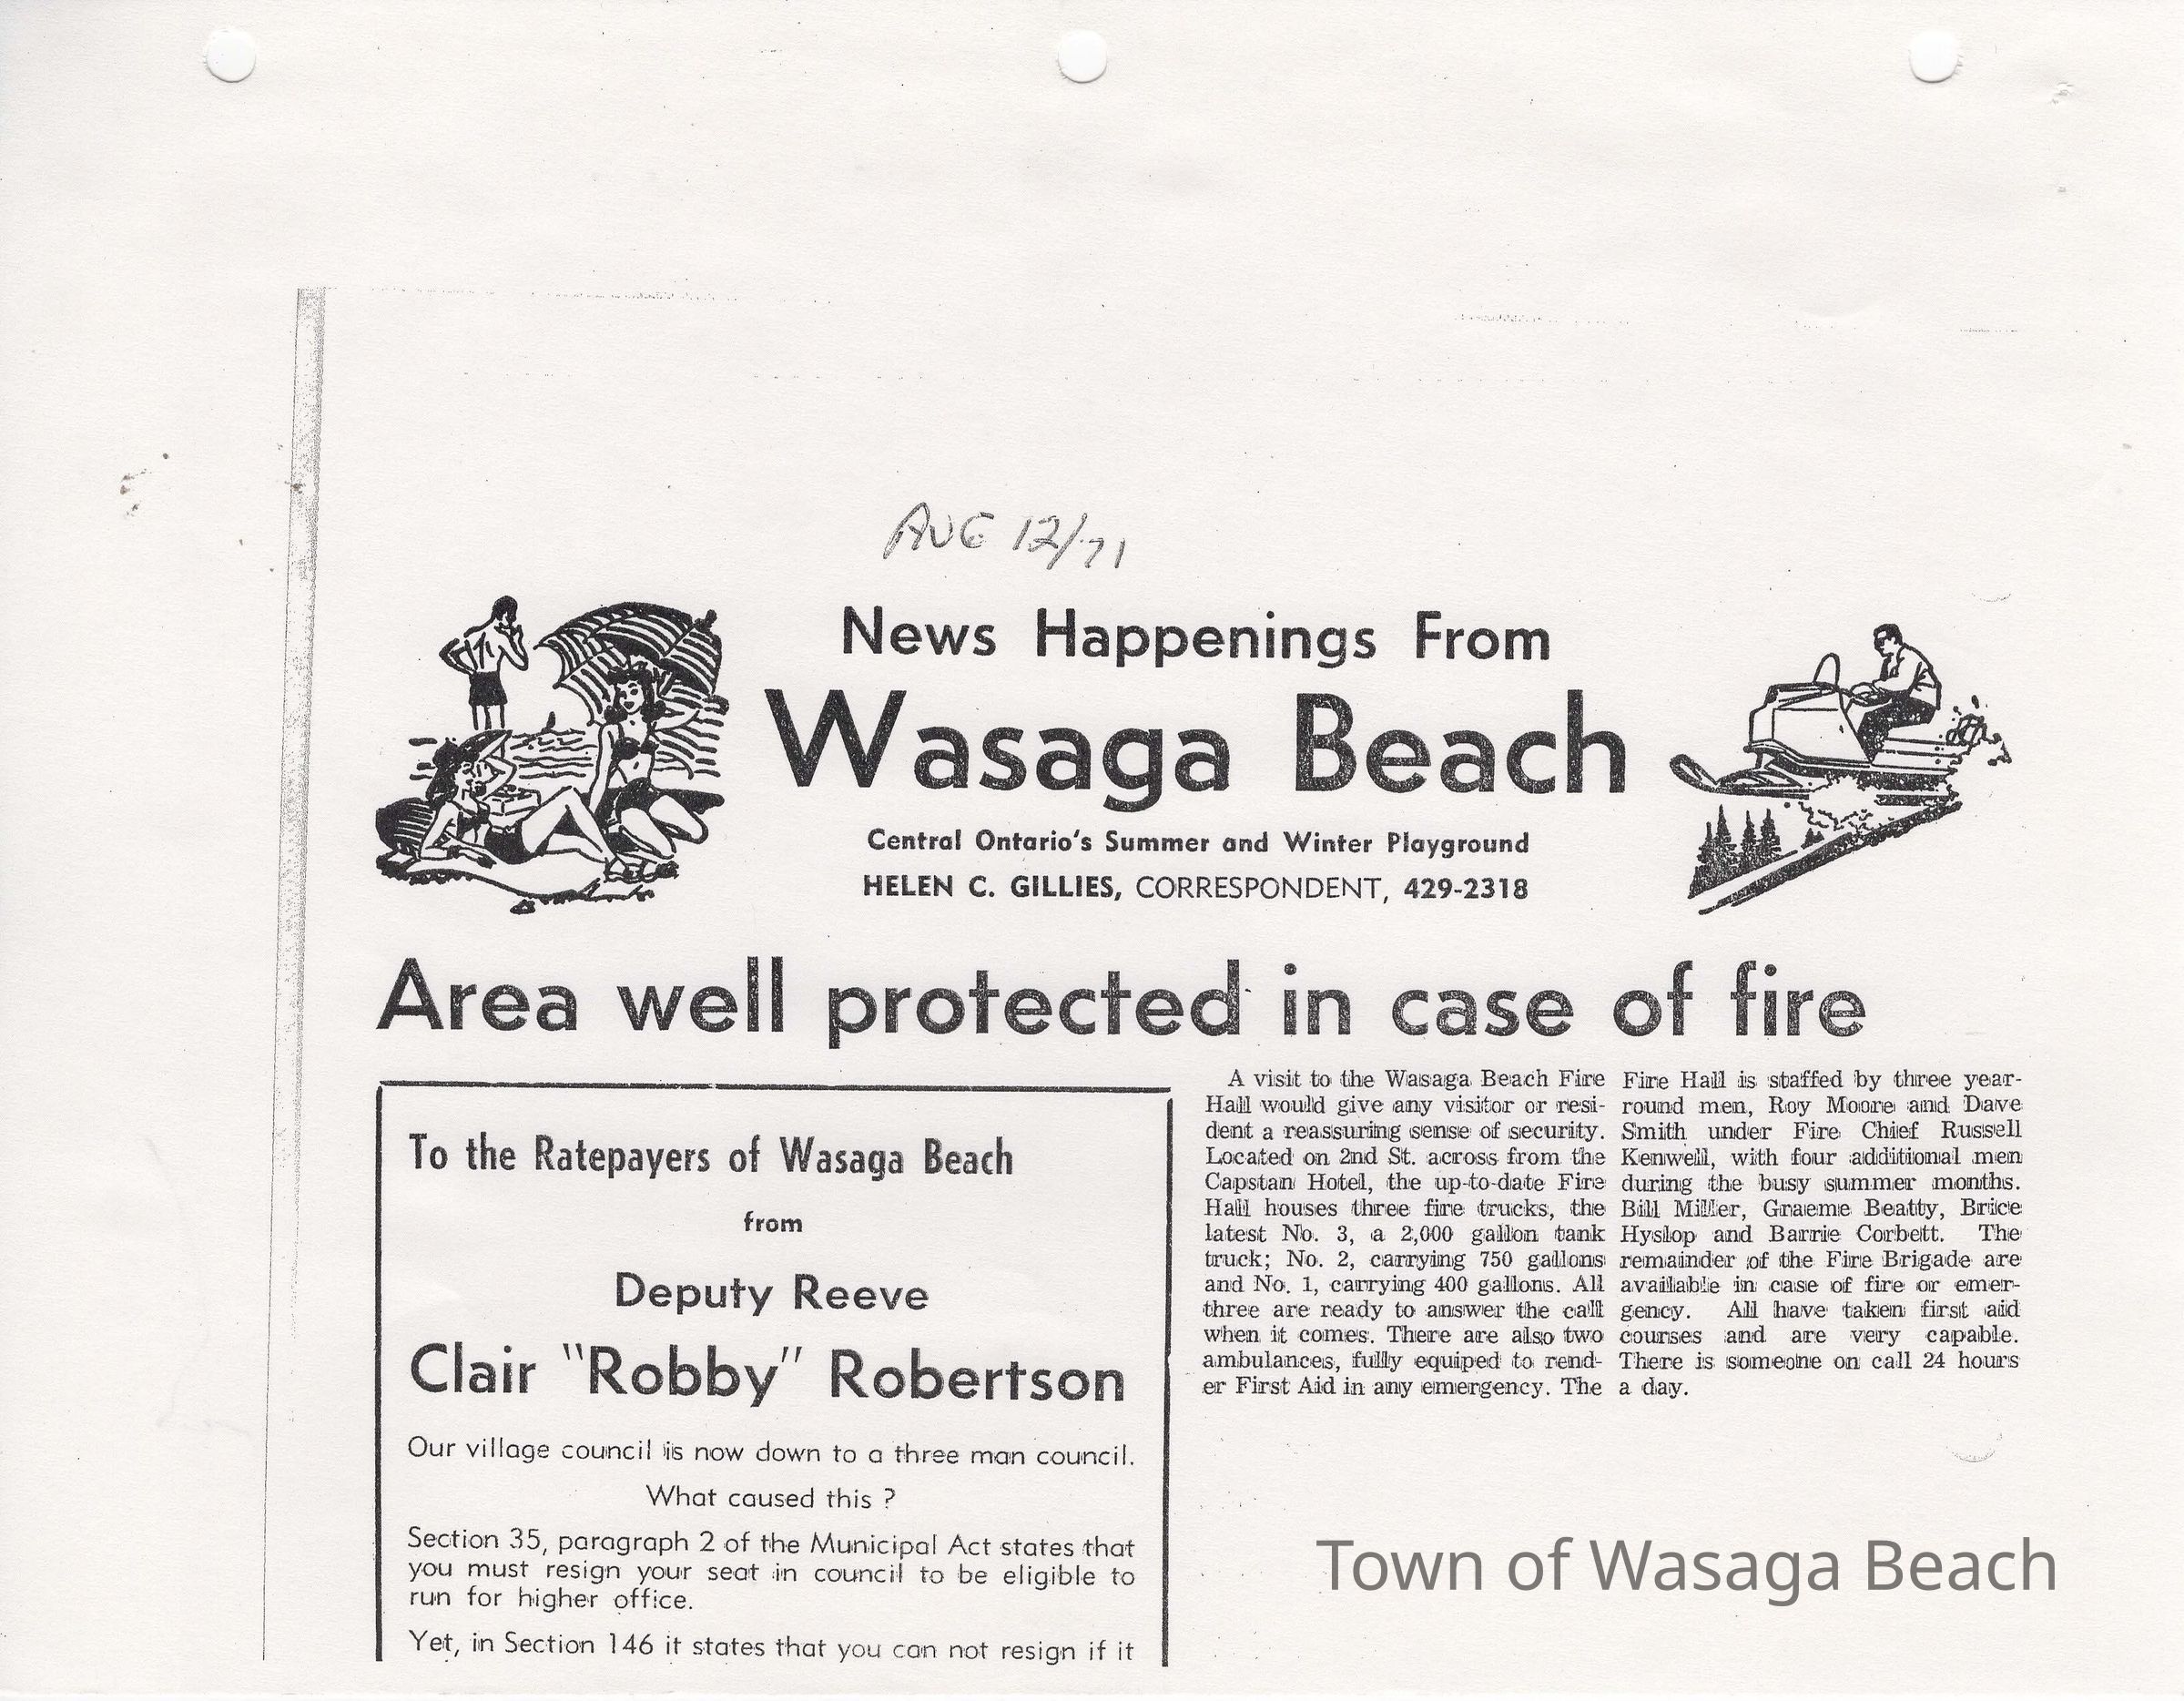 AUG 12/71
News Happenings From
Wasaga Beach
Central Ontario's Summer and Winter Playground
HELEN C. GILLIES, CORRESPONDENT, 429-2318
Area well protected in case of fire
To the Ratepayers of Wasaga Beach
from
Deputy Reeve
Clair "Robby" Robertson
Our village council is now down to a three man council.
What caused this ?
Section 35, paragraph 2 of the Municipal Act states that
you must resign your seat in council to be eligible to
run for higher office.
Yet, in Section 146 it states that you can not resign if it
A visit to the Wasaga Beach Fire
Hall would give any visitor or resi-
dent a reassuring sense of security.
Located on 2nd St. across from the
Capstan Hotel, the up-to-date Fire
Hall houses three fire trucks, the
latest No. 3, a 2,000 gallon tank
truck; No. 2, carrying 750 gallons
and No. 1, carrying 400 gallons. All
three are ready to answer the call
when it comes. There are also two
ambulances, fully equiped to rend-
er First Aid in any emergency. The
Fire Hall is staffed by three year-
round men, Roy Moore and Dave
Smith under Fire Chief Russell
Kenwell, with four additional men
during the busy summer months.
Bill Miller, Graeme Beatty, Brice
Hyslop and Barrie Corbett. The
remainder of the Fire Brigade are
available in case of fire or emer-
gency. All have taken first aid
courses and are very capable.
There is someone on call 24 hours
a day.
Town of Wasaga Beach